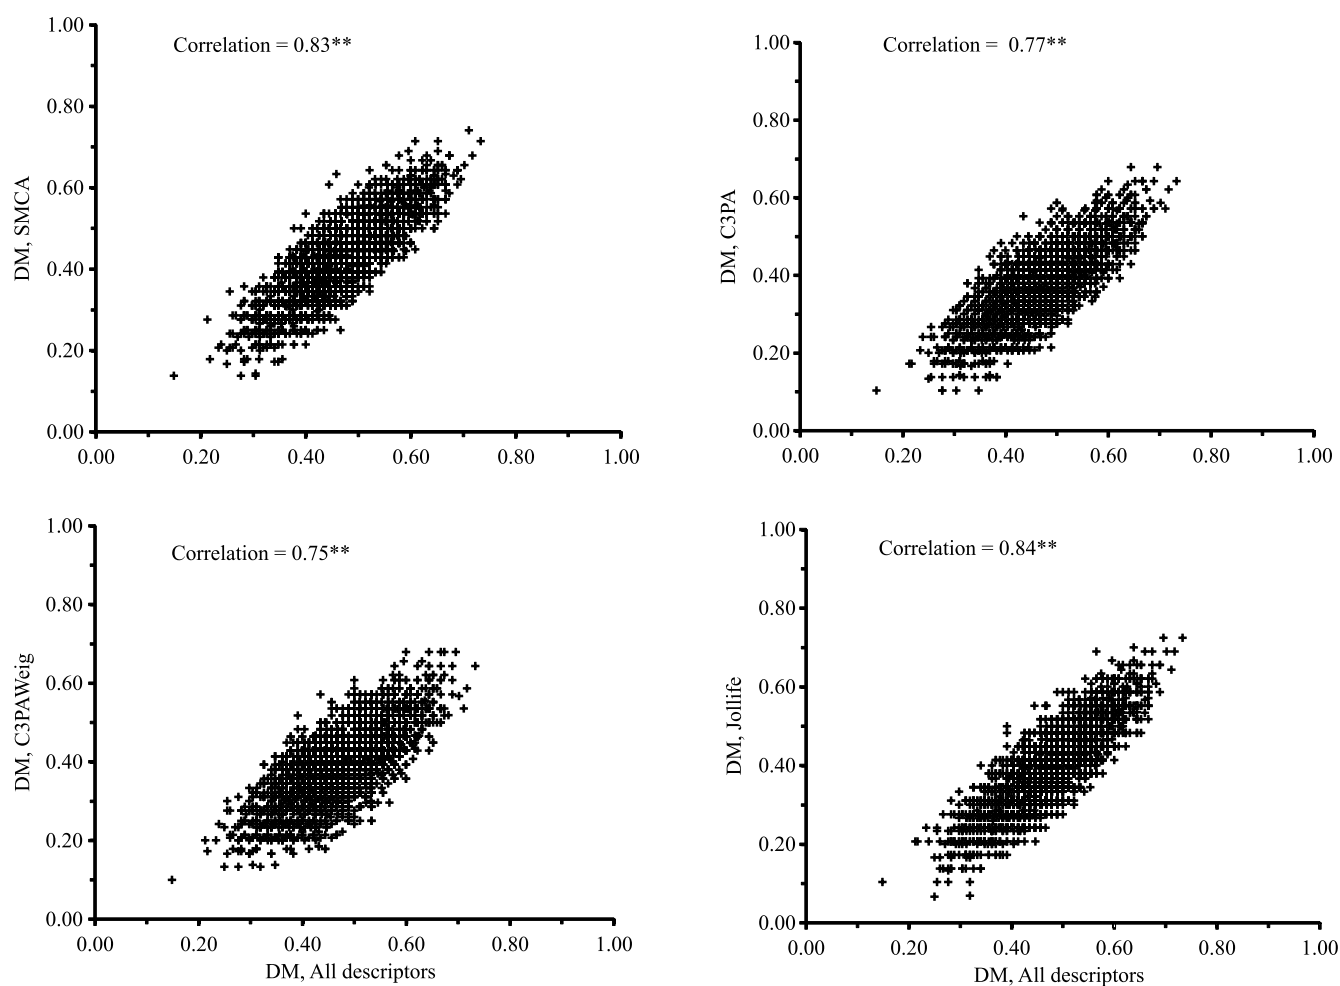 1.00
Correlation = 0.83**
0.80
0.60
0.40
0.20
0.00
DM, SMCA
0.00 0.20 0.40 0.60 0.80 1.00
1.00
Correlation = 0.77**
0.80
0.60
0.40
0.20
0.00
DM, C3PA
0.00 0.20 0.40 0.60 0.80 1.00
1.00
Correlation = 0.75**
0.80
0.60
0.40
0.20
0.00
DM, C3PAWeig
0.00 0.20 0.40 0.60 0.80 1.00
DM, All descriptors
1.00
Correlation = 0.84**
0.80
0.60
0.40
0.20
0.00
DM, Jollife
0.00 0.20 0.40 0.60 0.80 1.00
DM, All descriptors